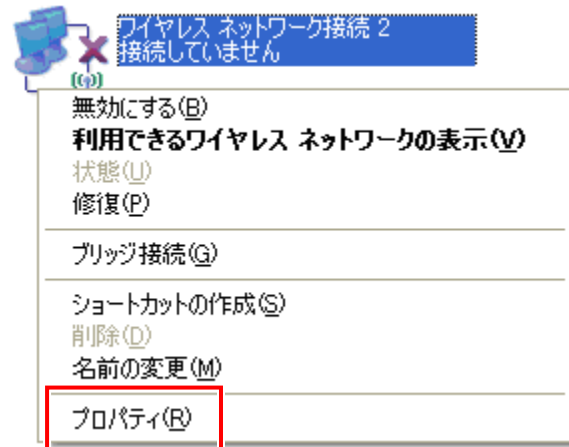 ワイヤレス ネットワーク接続 2
接続していません
無効にする(B)
利用できるワイヤレス ネットワークの表示(V)
状態(U)
修復(P)
ブリッジ接続(G)
ショートカットの作成(S)
削除(D)
名前の変更(M)
プロパティ(R)